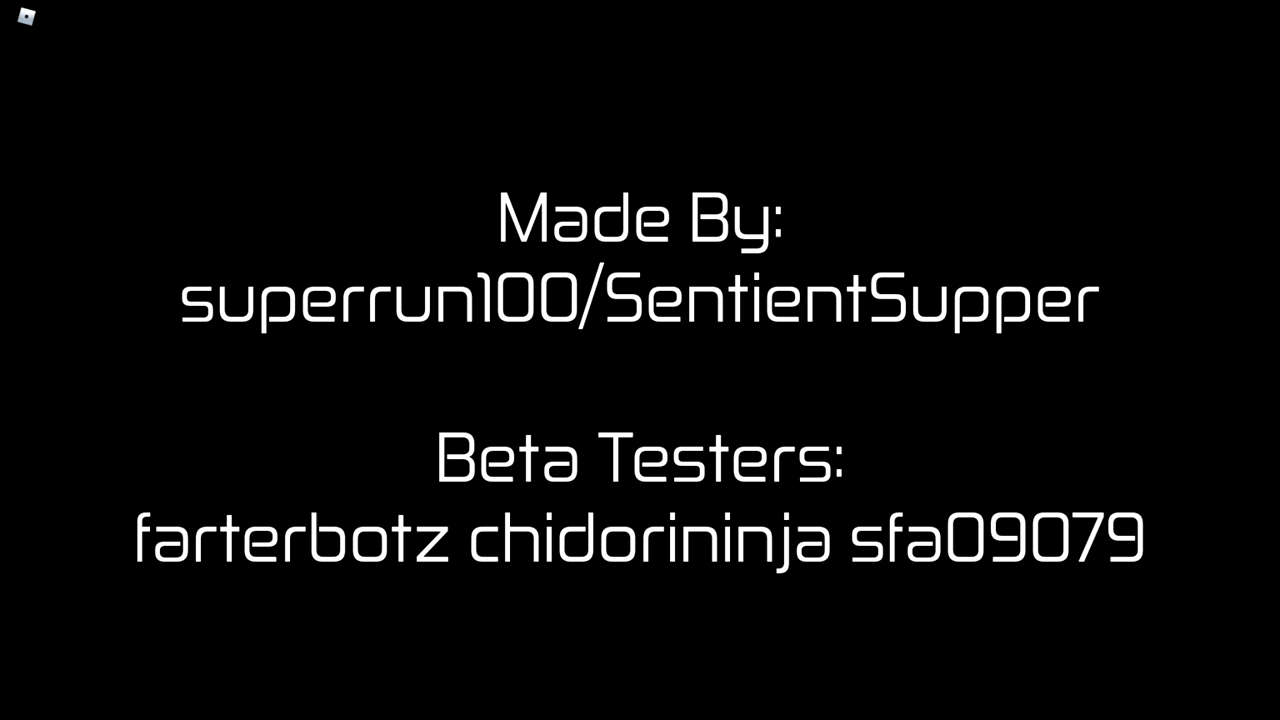 Made By:
superrun100/SentientSupper
Beta Testers:
farterbotz chidorininja sfa09079